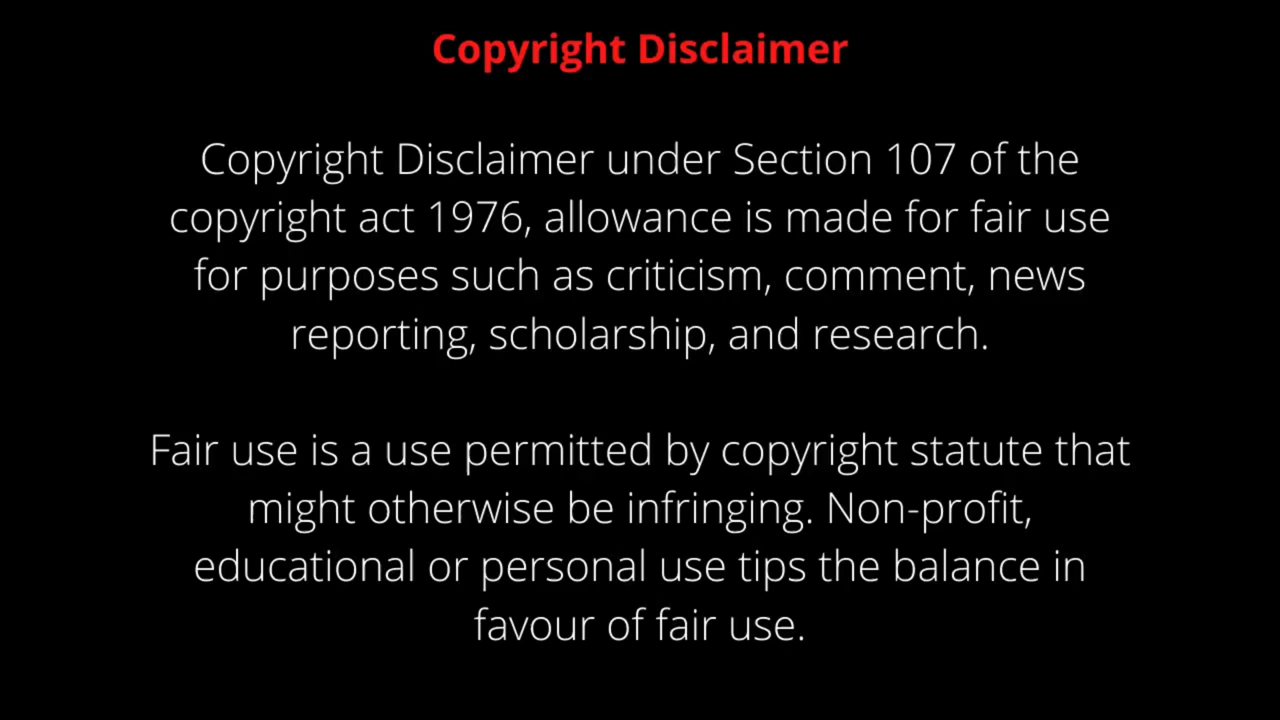 Copyright Disclaimer
Copyright Disclaimer under Section 107 of the
copyright act 1976, allowance is made for fair use
for purposes such as criticism, comment, news
reporting, scholarship, and research.
Fair use is a use permitted by copyright statute that
might otherwise be infringing. Non-profit,
educational or personal use tips the balance in
favour of fair use.